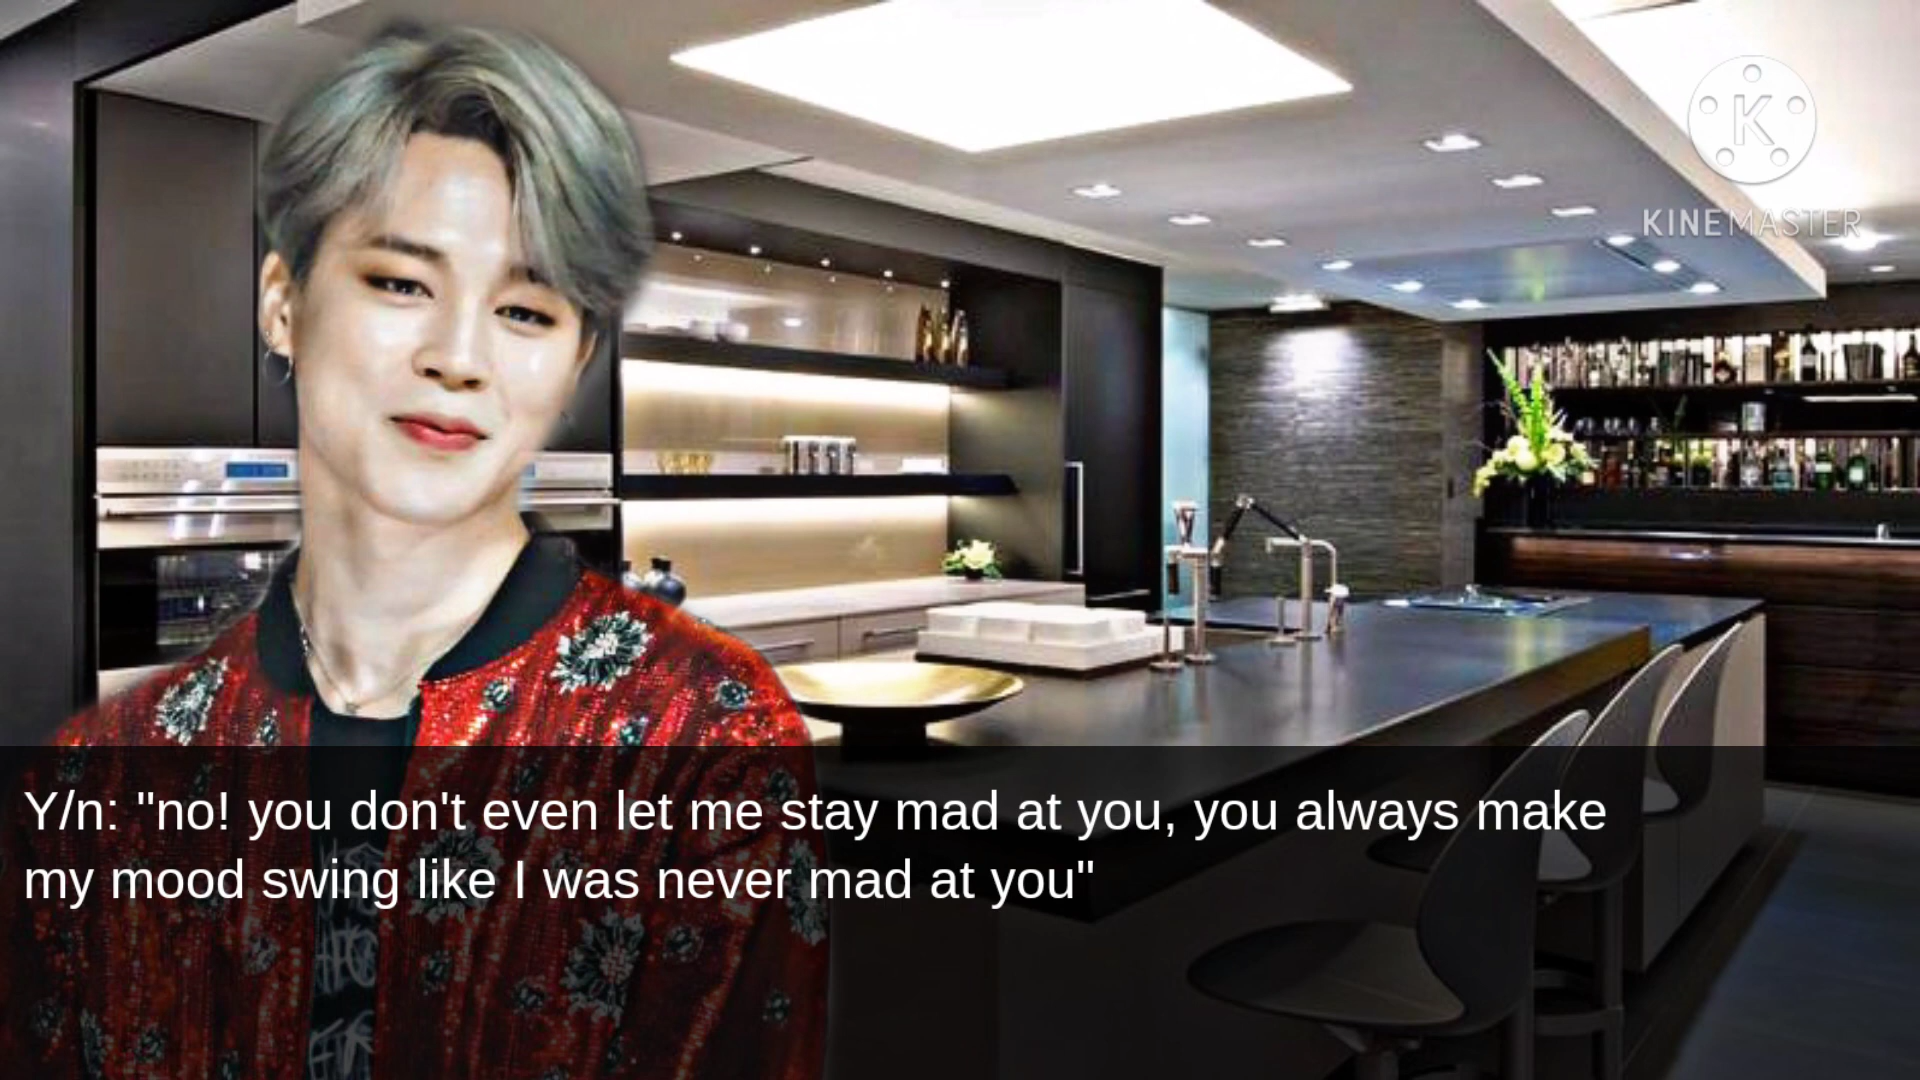 KINEMASTER
Y/n: "no! you don't even let me stay mad at you, you always make
my mood swing like I was never mad at you"